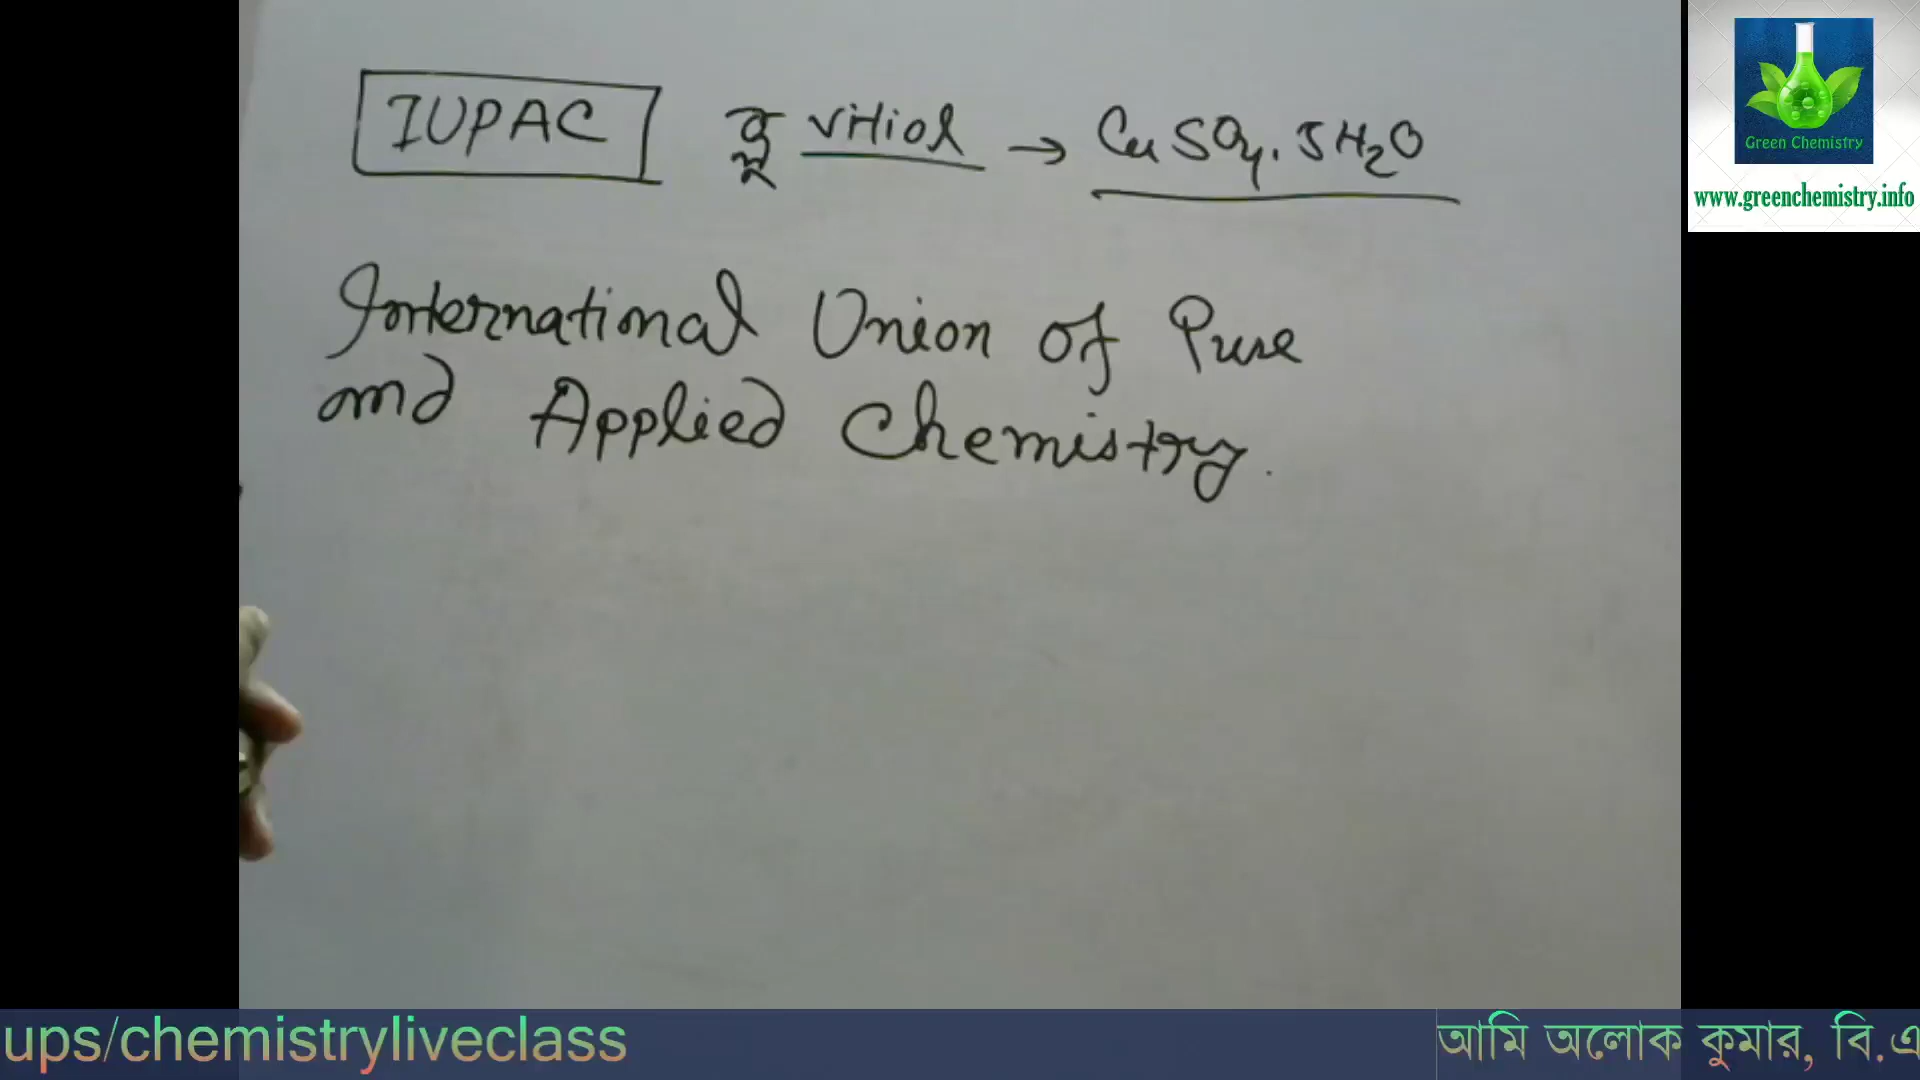 IUPAC ব্লু vitriol → CuSO4.5H2O
International Union of Pure
and Applied Chemistry.
Green Chemistry
www.greenchemistry.info
ups/chemistryliveclass
আমি অলোক কুমার, বি.এ